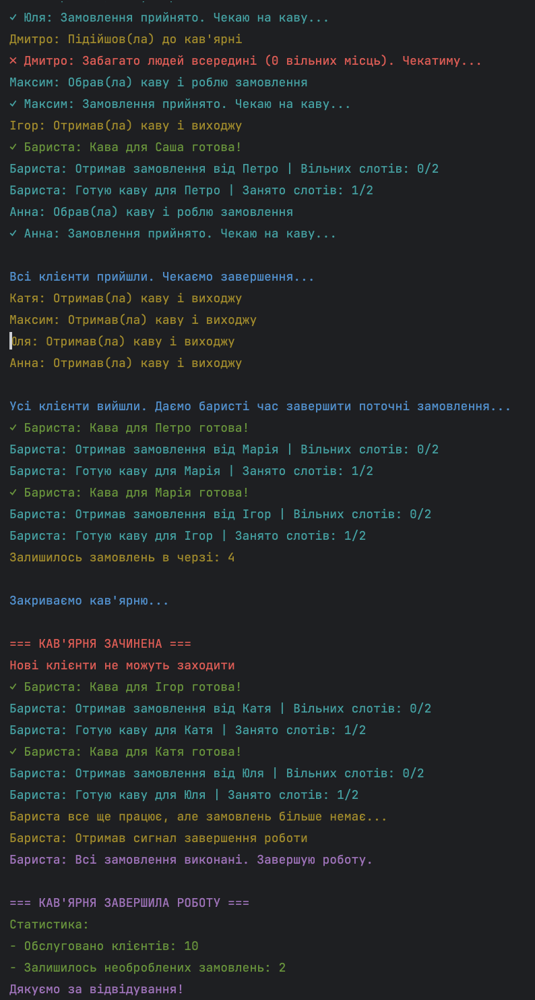 ✓ Юля: Замовлення прийнято. Чекаю на каву...
Дмитро: Підійшов(ла) до кав'ярні
✕ Дмитро: Забагато людей всередині (0 вільних місць). Чекатиму...
Максим: Обрав(ла) каву і роблю замовлення
✓ Максим: Замовлення прийнято. Чекаю на каву...
Ігор: Отримав(ла) каву і виходжу
✓ Бариста: Кава для Саша готова!
Бариста: Отримав замовлення від Петро | Вільних слотів: 0/2
Бариста: Готую каву для Петро | Занято слотів: 1/2
Анна: Обрав(ла) каву і роблю замовлення
✓ Анна: Замовлення прийнято. Чекаю на каву...
Всі клієнти прийшли. Чекаємо завершення...
Катя: Отримав(ла) каву і виходжу
Максим: Отримав(ла) каву і виходжу
Юля: Отримав(ла) каву і виходжу
Анна: Отримав(ла) каву і виходжу
Усі клієнти вийшли. Даємо баристі час завершити поточні замовлення...
✓ Бариста: Кава для Петро готова!
Бариста: Отримав замовлення від Марія | Вільних слотів: 0/2
Бариста: Готую каву для Марія | Занято слотів: 1/2
✓ Бариста: Кава для Марія готова!
Бариста: Отримав замовлення від Ігор | Вільних слотів: 0/2
Бариста: Готую каву для Ігор | Занято слотів: 1/2
Залишилось замовлень в черзі: 4
Закриваємо кав'ярню...
=== КАВ'ЯРНЯ ЗАЧИНЕНА ===
Нові клієнти не можуть заходити
✓ Бариста: Кава для Ігор готова!
Бариста: Отримав замовлення від Катя | Вільних слотів: 0/2
Бариста: Готую каву для Катя | Занято слотів: 1/2
✓ Бариста: Кава для Катя готова!
Бариста: Отримав замовлення від Юля | Вільних слотів: 0/2
Бариста: Готую каву для Юля | Занято слотів: 1/2
Бариста все ще працює, але замовлень більше немає...
Бариста: Отримав сигнал завершення роботи
Бариста: Всі замовлення виконані. Завершую роботу.
=== КАВ'ЯРНЯ ЗАВЕРШИЛА РОБОТУ ===
Статистика:
- Обслуговано клієнтів: 10
- Залишилось необроблених замовлень: 2
Дякуємо за відвідування!